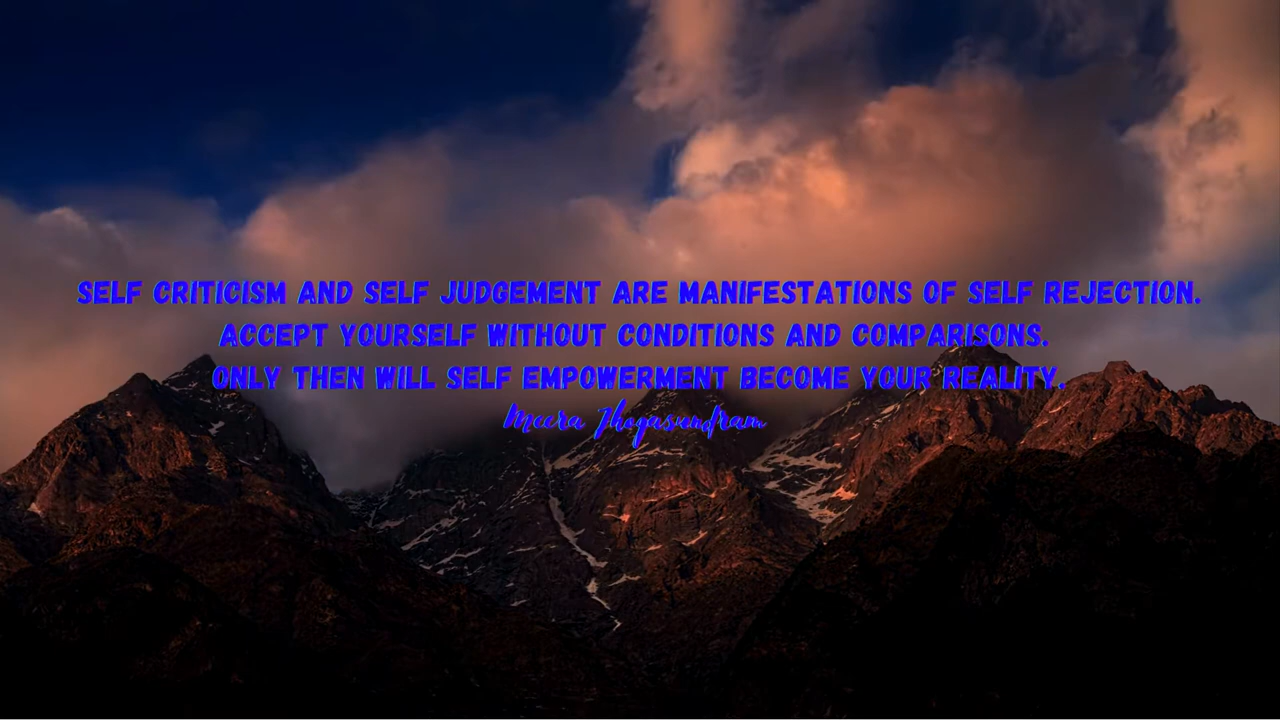 SELF CRITICISM AND SELF JUDGEMENT ARE MANIFESTATIONS OF SELF REJECTION.
ACCEPT YOURSELF WITHOUT CONDITIONS AND COMPARISONS.
ONLY THEN WILL SELF EMPOWERMENT BECOME YOUR REALITY.
Meera Jhogasundram